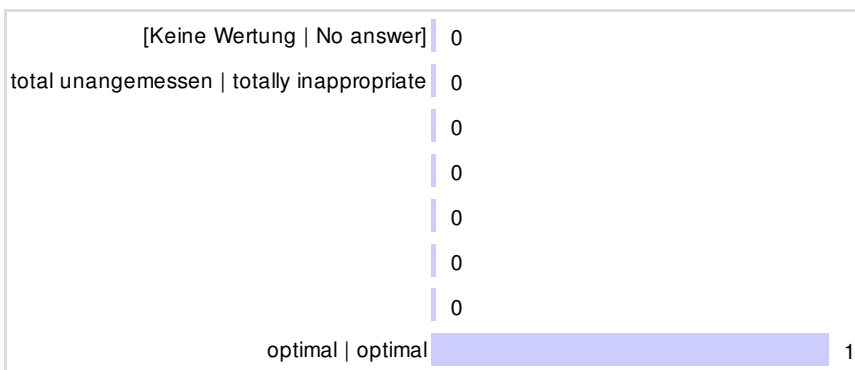 [Keine Wertung | No answer] 0
total unangemessen | totally inappropriate 0
0
0
0
0
0
optimal | optimal 1